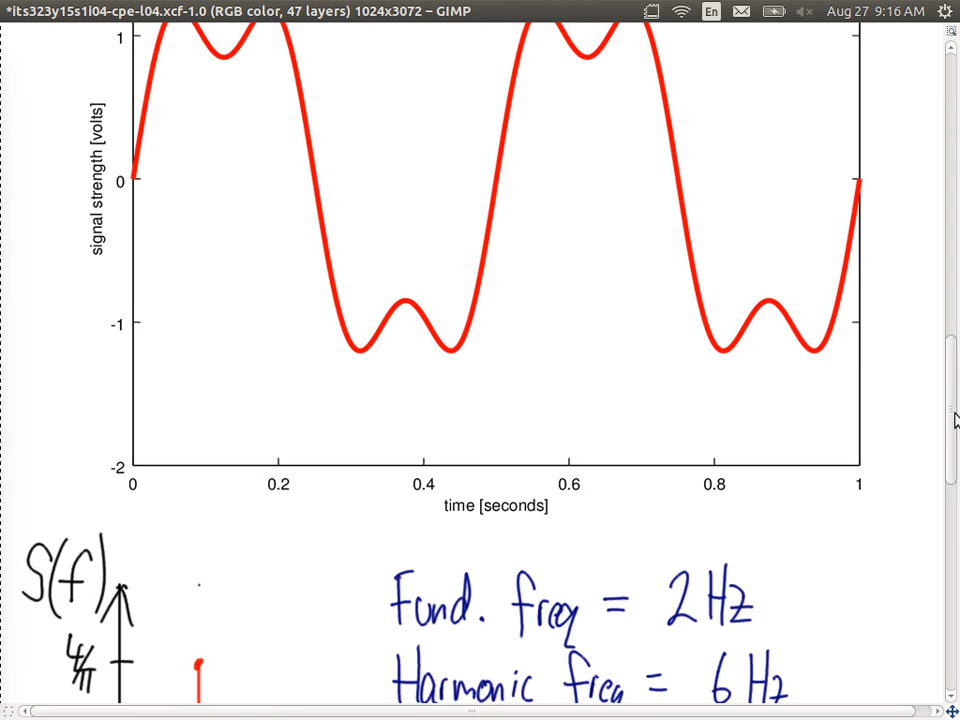 *its323y15s1i04-cpe-l04.xcf-1.0 (RGB color, 47 layers) 1024x3072 – GIMP
En
Aug 27 9:16 AM
1
0
-1
-2
signal strength [volts]
0 0.2 0.4 0.6 0.8 1
time [seconds]
S(f)
Fund. freq = 2 Hz
4/π
Harmonic freq = 6 Hz